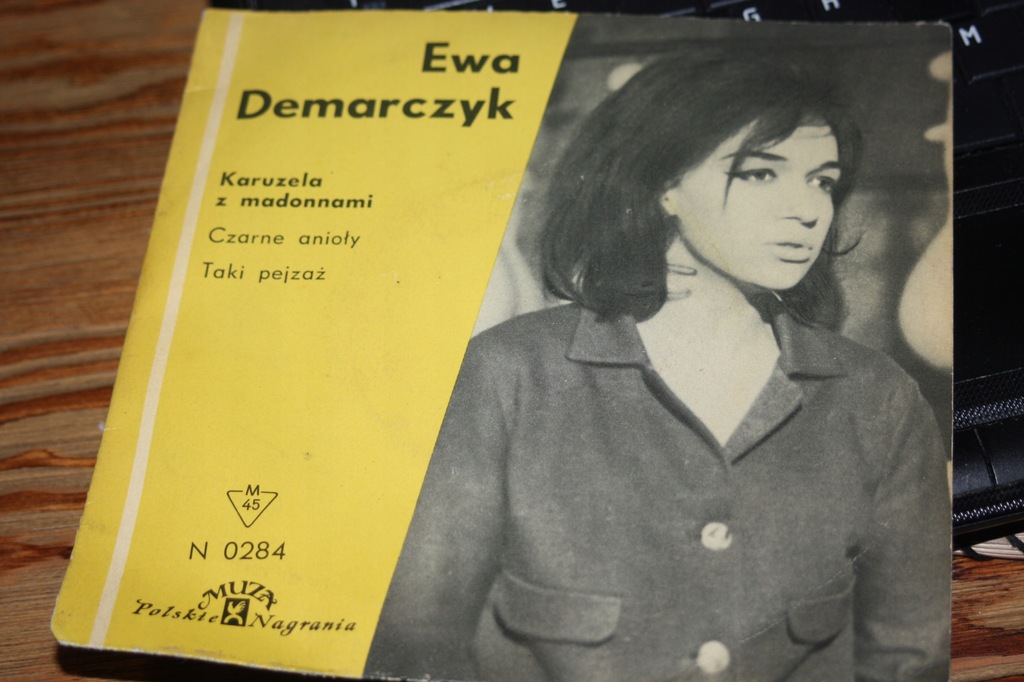 Ewa
Demarczyk
Karuzela
z madonnami
Czarne anioły
Taki pejzaż
M
45
N 0284
MUZA
Polskie Nagrania
G
M